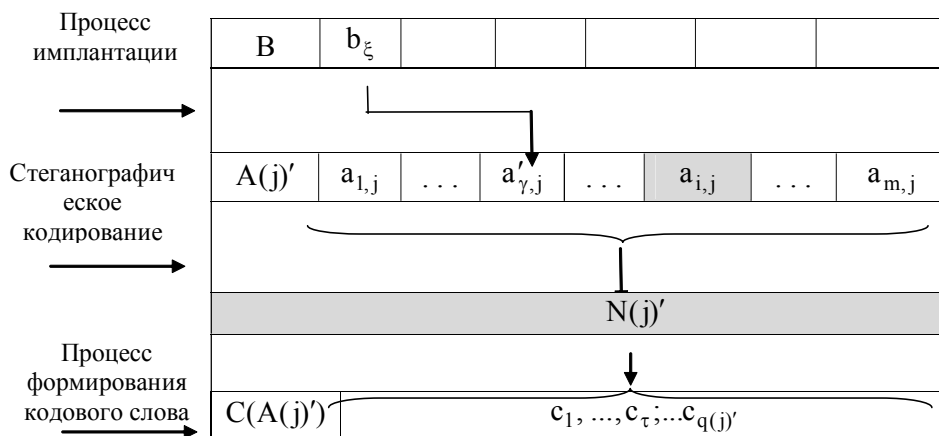 Процесс
имплантации
B b_ξ
Стеганографич
еское
кодирование
A(j)′ a_{1,j} . . . a′_{γ,j} . . . a_{i,j} . . . a_{m,j}
N(j)′
Процесс
формирования
кодового слова
C(A(j)′) c_1, ..., c_τ;...c_{q(j)′}